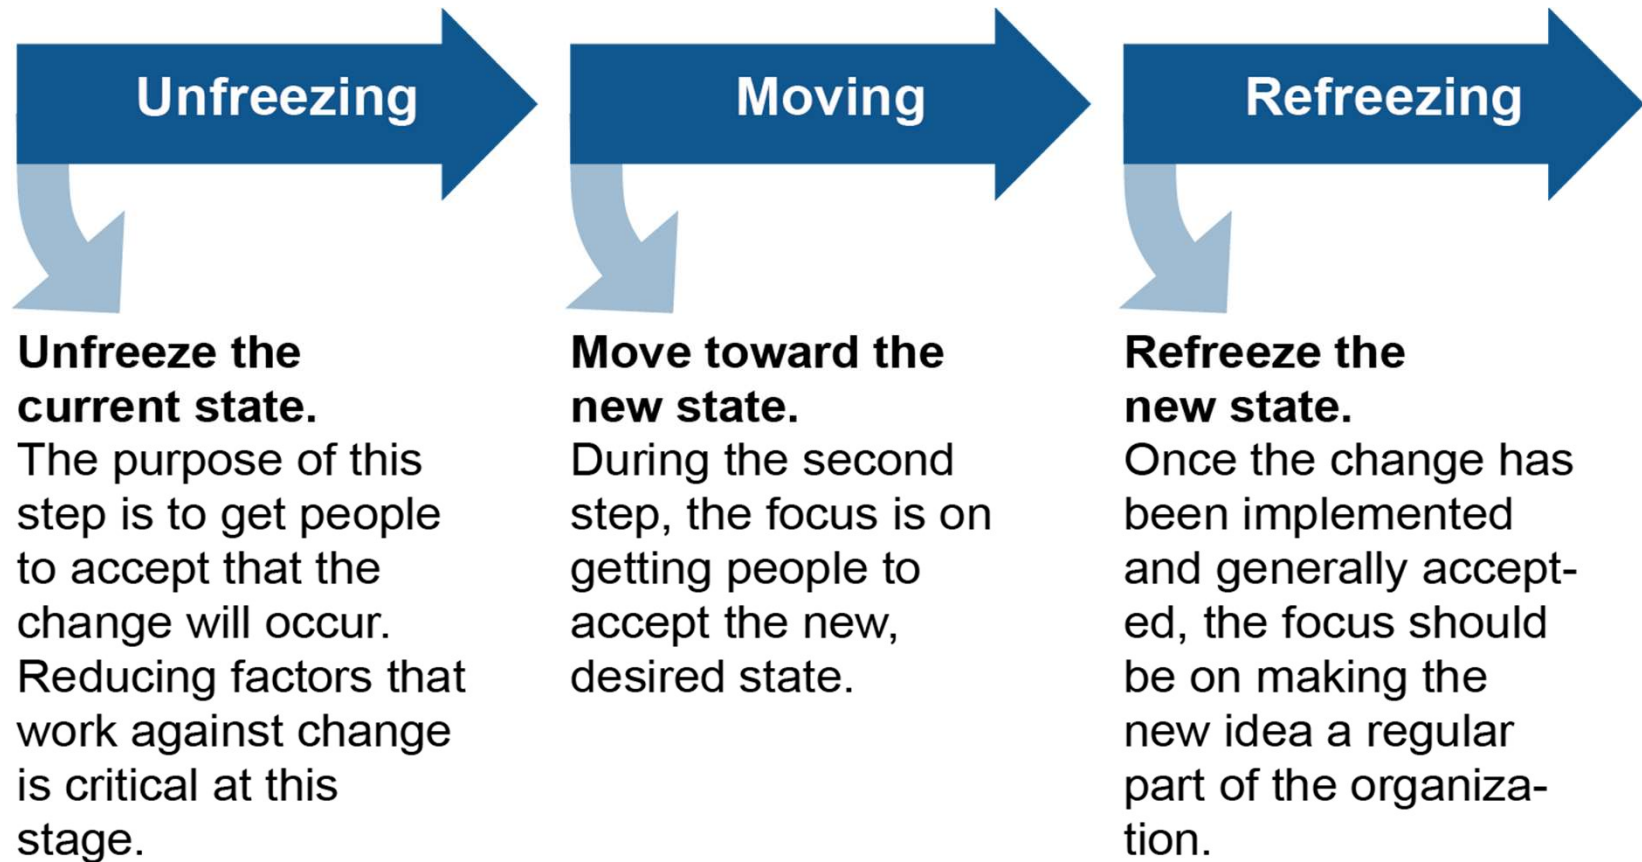 Unfreezing
Moving
Refreezing
Unfreeze the
current state.
The purpose of this
step is to get people
to accept that the
change will occur.
Reducing factors that
work against change
is critical at this
stage.
Move toward the
new state.
During the second
step, the focus is on
getting people to
accept the new,
desired state.
Refreeze the
new state.
Once the change has
been implemented
and generally accept-
ed, the focus should
be on making the
new idea a regular
part of the organiza-
tion.